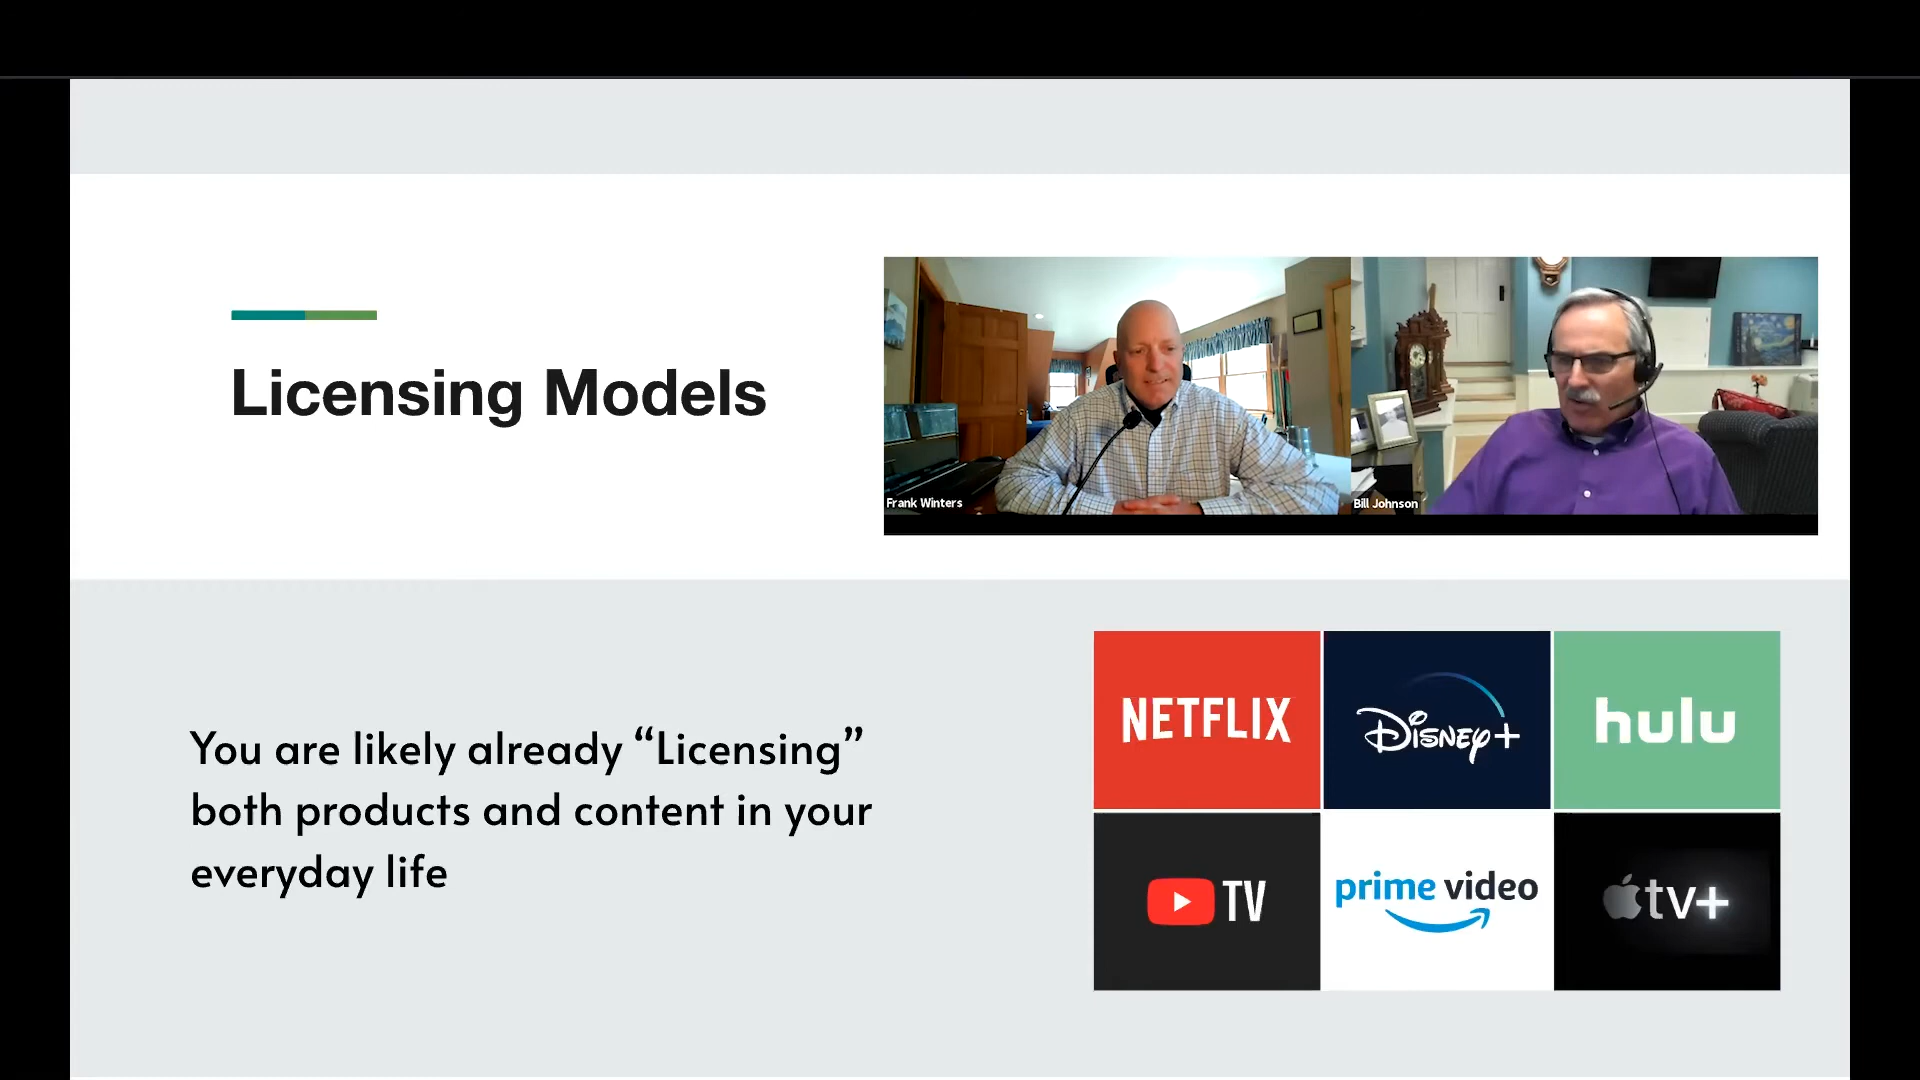 Licensing Models
Frank Winters
Bill Johnson
You are likely already “Licensing”
both products and content in your
everyday life
NETFLIX
Disney+
hulu
TV
prime video
tv+